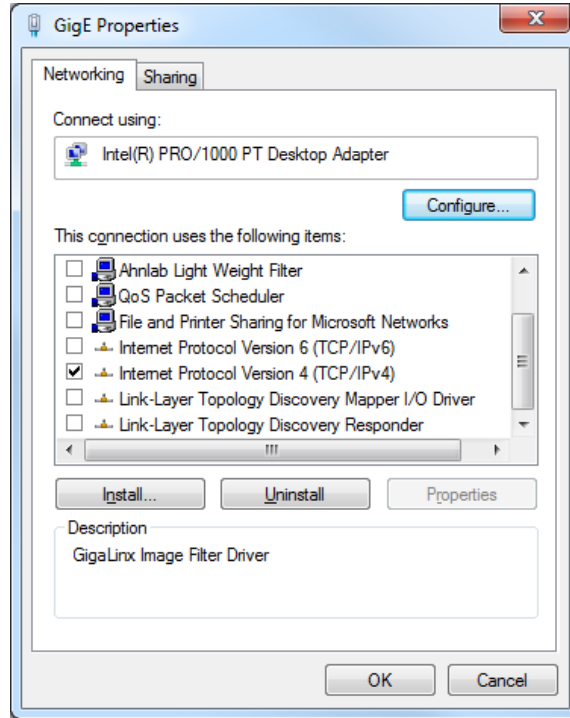 GigE Properties
Networking
Sharing
Connect using:
Intel(R) PRO/1000 PT Desktop Adapter
Configure...
This connection uses the following items:
Ahnlab Light Weight Filter
QoS Packet Scheduler
File and Printer Sharing for Microsoft Networks
Internet Protocol Version 6 (TCP/IPv6)
Internet Protocol Version 4 (TCP/IPv4)
Link-Layer Topology Discovery Mapper I/O Driver
Link-Layer Topology Discovery Responder
Install...
Uninstall
Properties
Description
GigaLinx Image Filter Driver
OK
Cancel